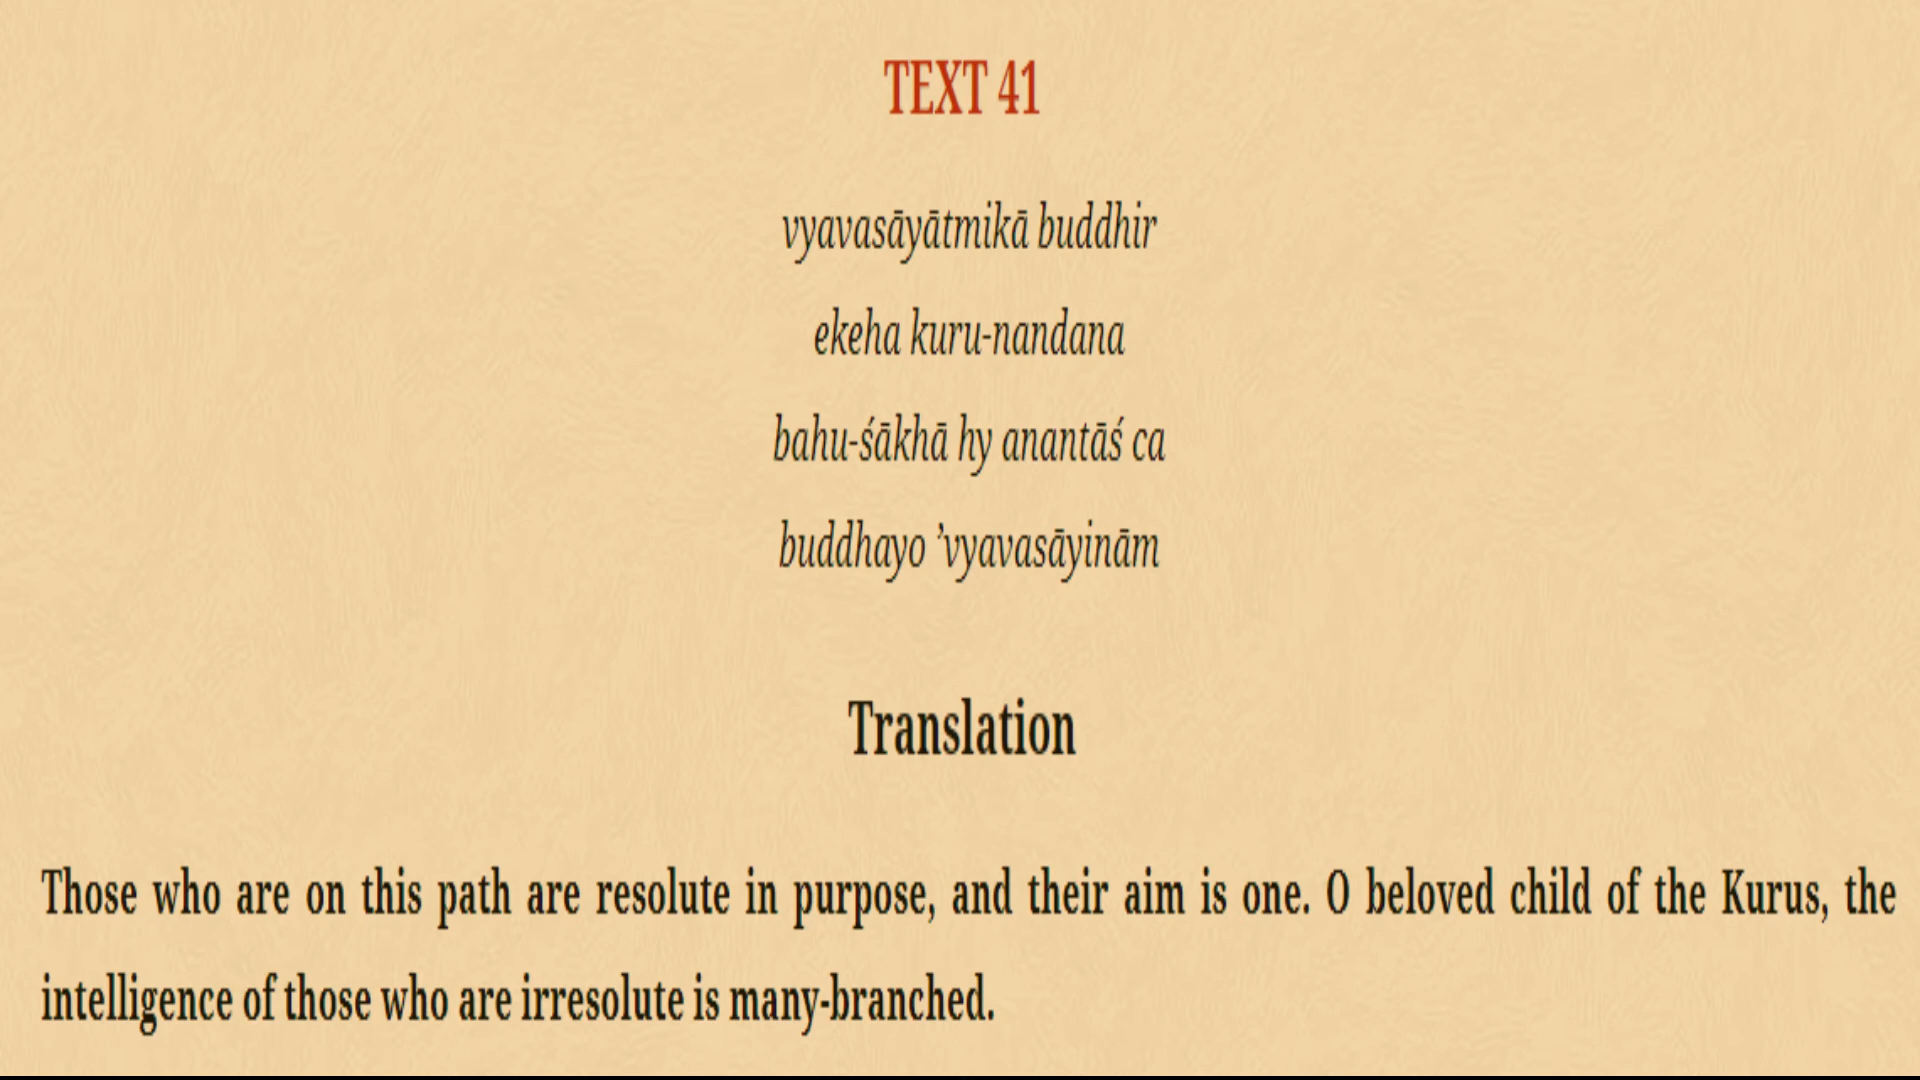 TEXT 41
vyavasāyātmikā buddhir
ekeha kuru-nandana
bahu-śākhā hy anantāś ca
buddhayo ’vyavasāyinām
Translation
Those who are on this path are resolute in purpose, and their aim is one. O beloved child of the Kurus, the
intelligence of those who are irresolute is many-branched.